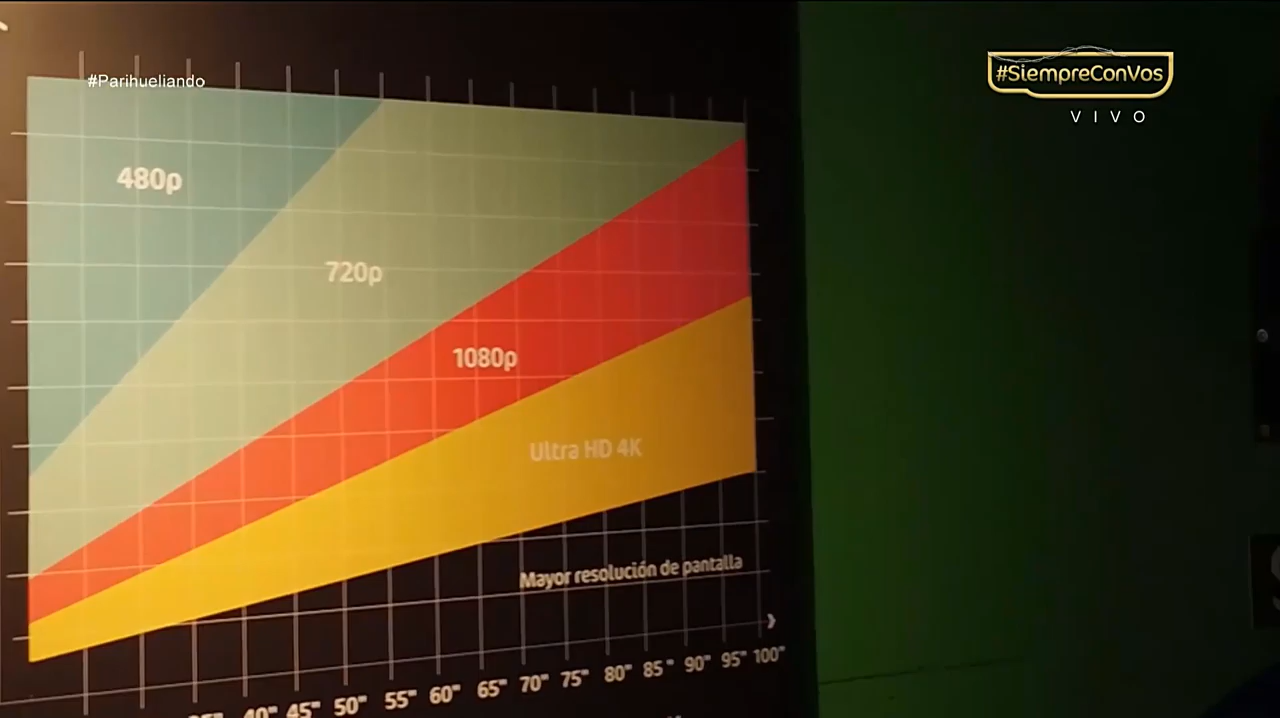 #Parihueliando
#SiempreConVos
VIVO
480p
720p
1080p
Ultra HD 4K
Mayor resolución de pantalla
40" 45" 50" 55" 60" 65" 70" 75" 80" 85" 90" 95" 100"